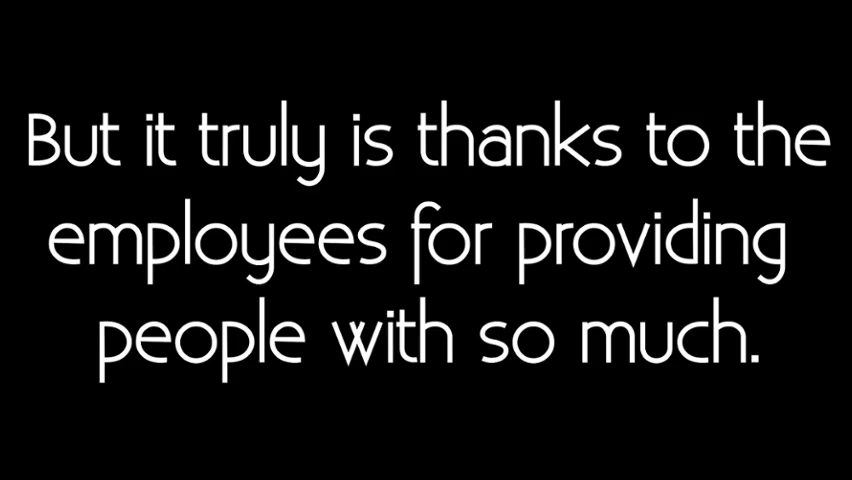 But it truly is thanks to the
employees for providing
people with so much.